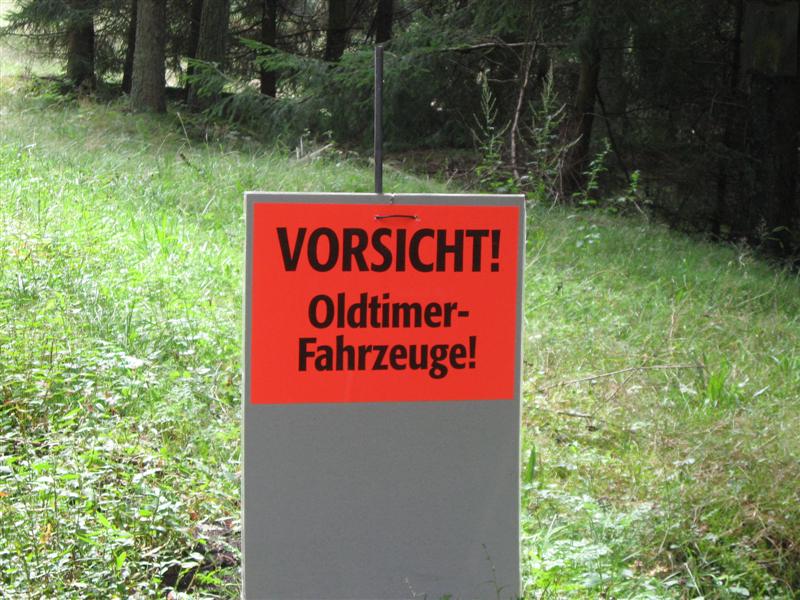 VORSICHT!
Oldtimer-
Fahrzeuge!